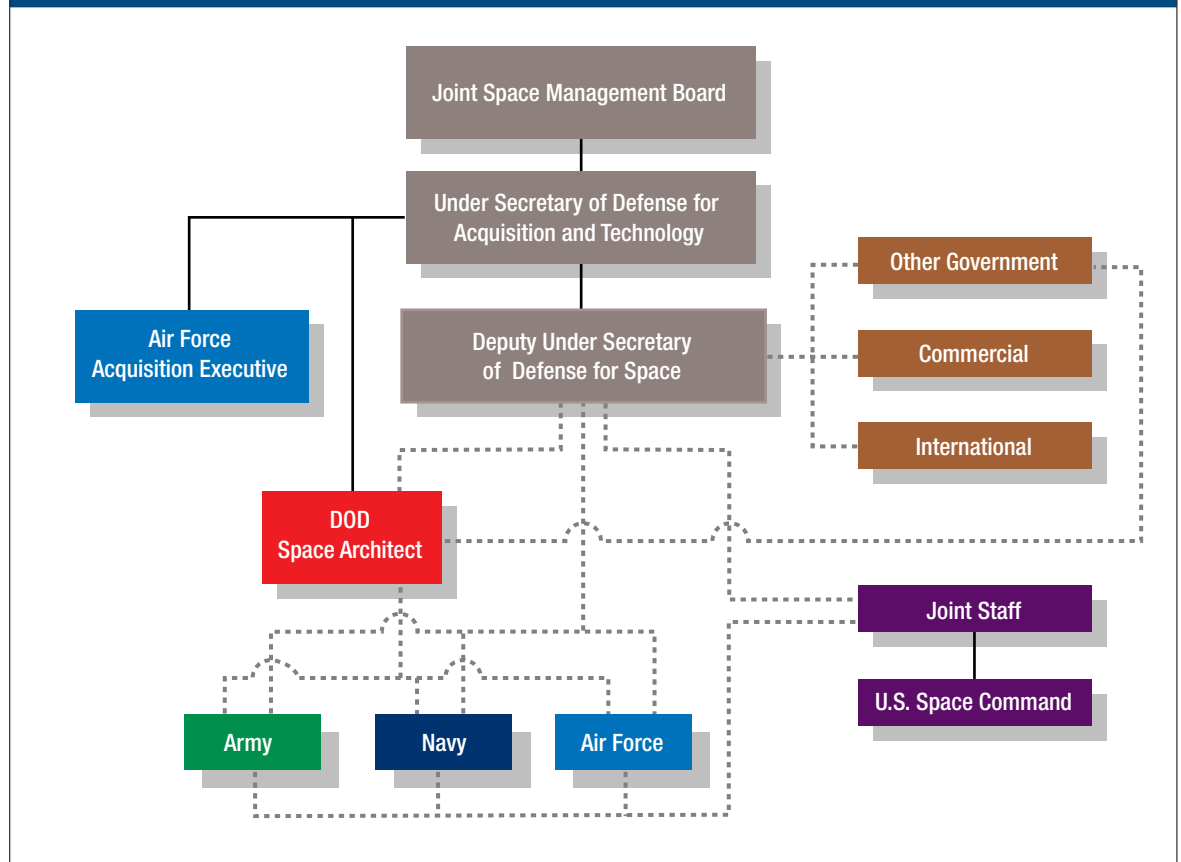 Joint Space Management Board
Under Secretary of Defense for
Acquisition and Technology
Other Government
Air Force
Acquisition Executive
Deputy Under Secretary
of Defense for Space
Commercial
International
DOD
Space Architect
Joint Staff
U.S. Space Command
Army
Navy
Air Force